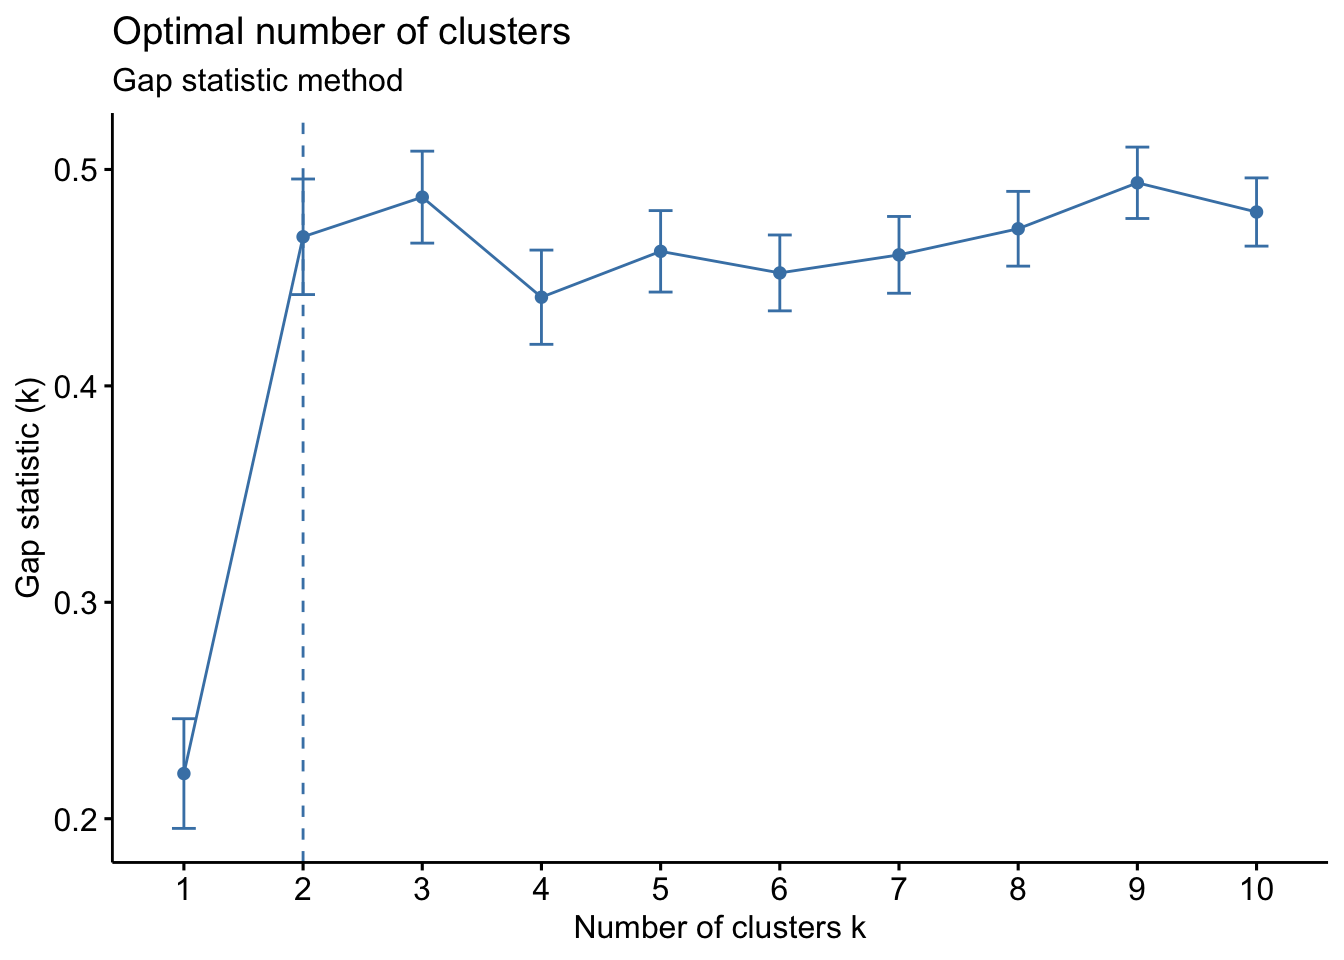 Optimal number of clusters
Gap statistic method
Gap statistic (k)
0.5
0.4
0.3
0.2
1 2 3 4 5 6 7 8 9 10
Number of clusters k